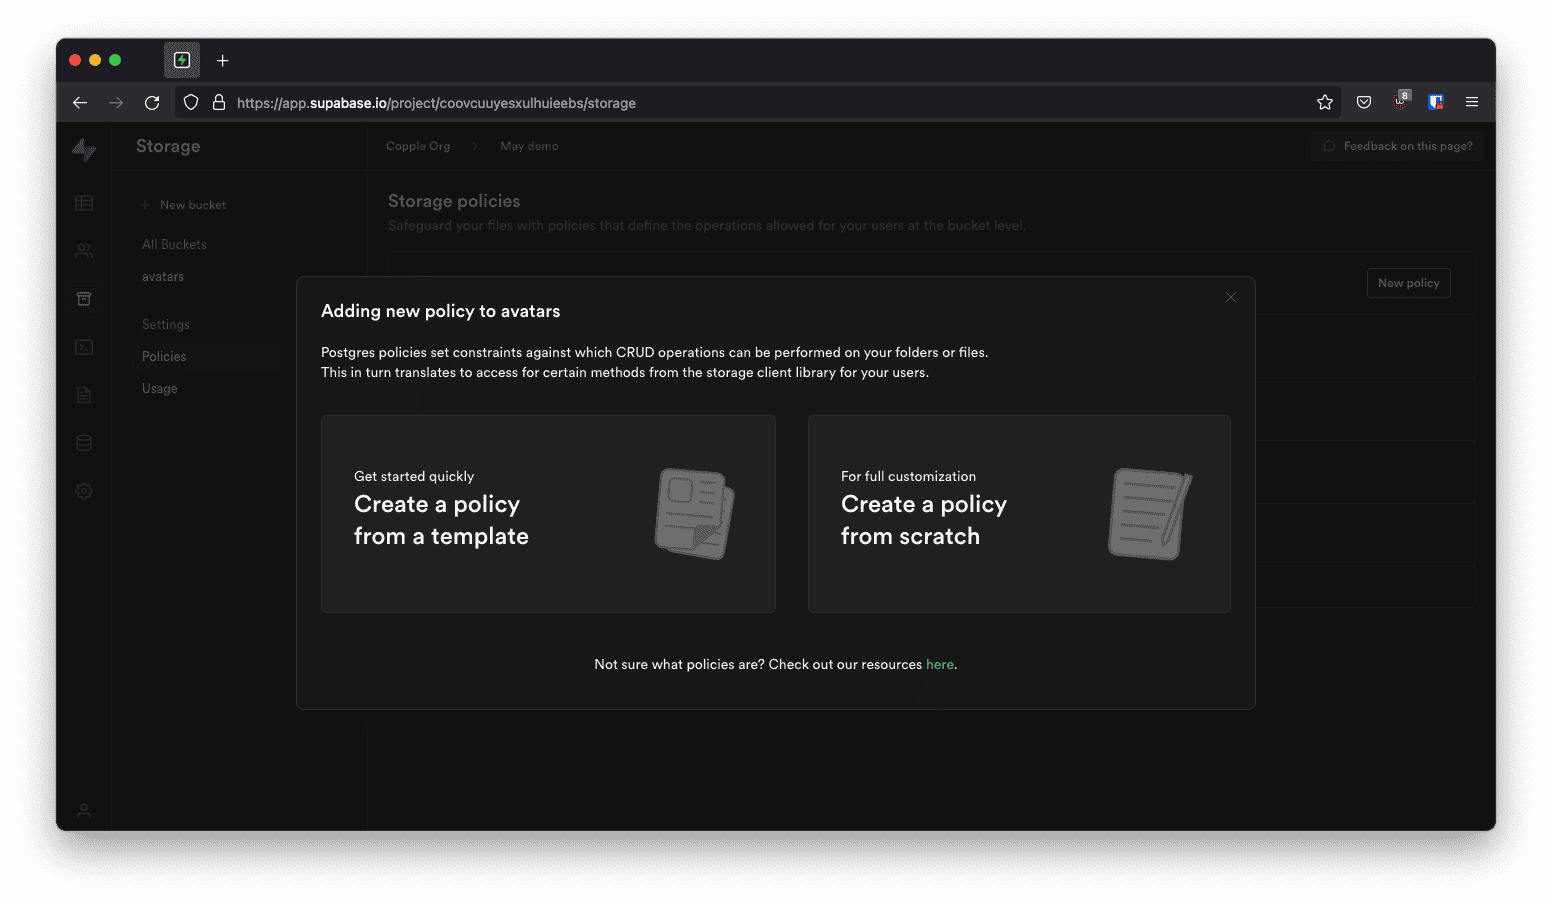 https://app.supabase.io/project/coovcuuyesxulhuieebs/storage
8
Storage
Copple Org
May demo
Feedback on this page?
New bucket
All Buckets
avatars
Settings
Policies
Usage
Storage policies
Safeguard your files with policies that define the operations allowed for your users at the bucket level.
New policy
Adding new policy to avatars
Postgres policies set constraints against which CRUD operations can be performed on your folders or files.
This in turn translates to access for certain methods from the storage client library for your users.
Get started quickly
Create a policy
from a template
For full customization
Create a policy
from scratch
Not sure what policies are? Check out our resources here.